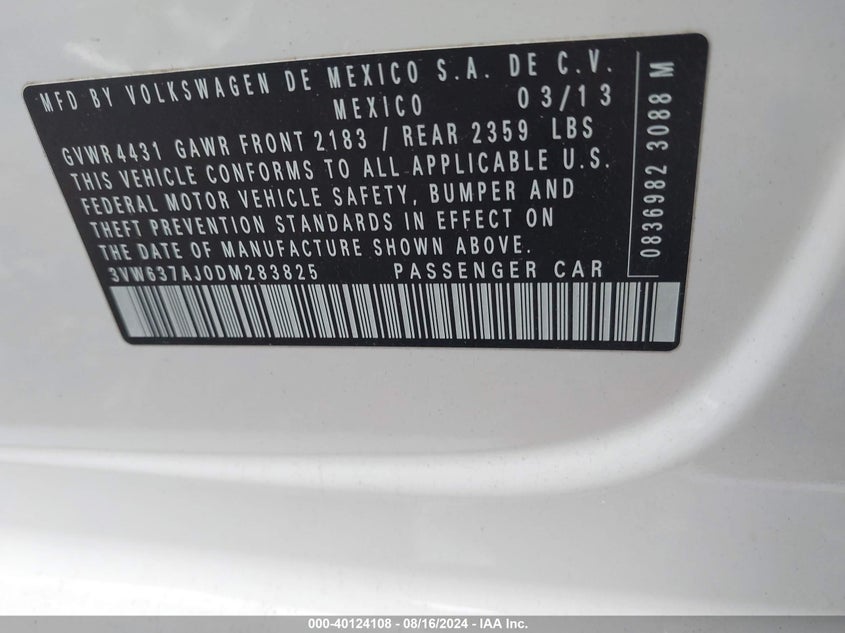 MFD BY VOLKSWAGEN DE MEXICO S.A. DE C.V.
MEXICO 03/13
GVWR 4431 GAWR FRONT 2183 / REAR 2359 LBS
THIS VEHICLE CONFORMS TO ALL APPLICABLE U.S.
FEDERAL MOTOR VEHICLE SAFETY, BUMPER AND
THEFT PREVENTION STANDARDS IN EFFECT ON
THE DATE OF MANUFACTURE SHOWN ABOVE.
3VW637AJ0DM283825 PASSENGER CAR
0836982 3088 M
000-40124108 - 08/16/2024 - IAA Inc.